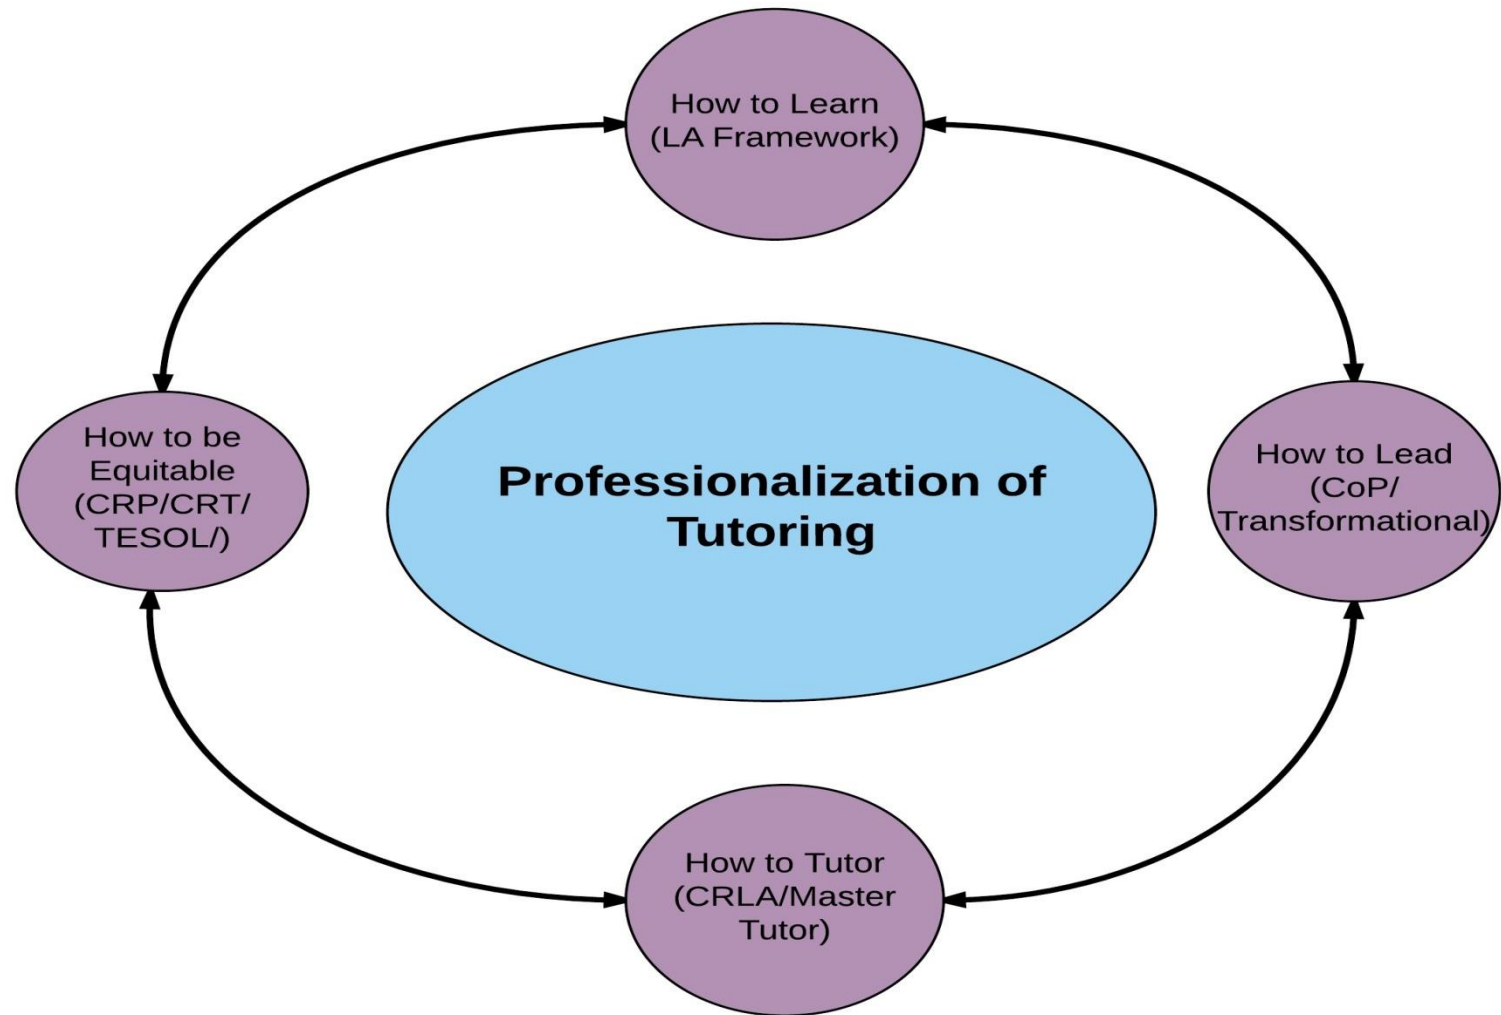 How to Learn
(LA Framework)
How to be
Equitable
(CRP/CRT/
TESOL/)
Professionalization of
Tutoring
How to Lead
(CoP/
Transformational)
How to Tutor
(CRLA/Master
Tutor)